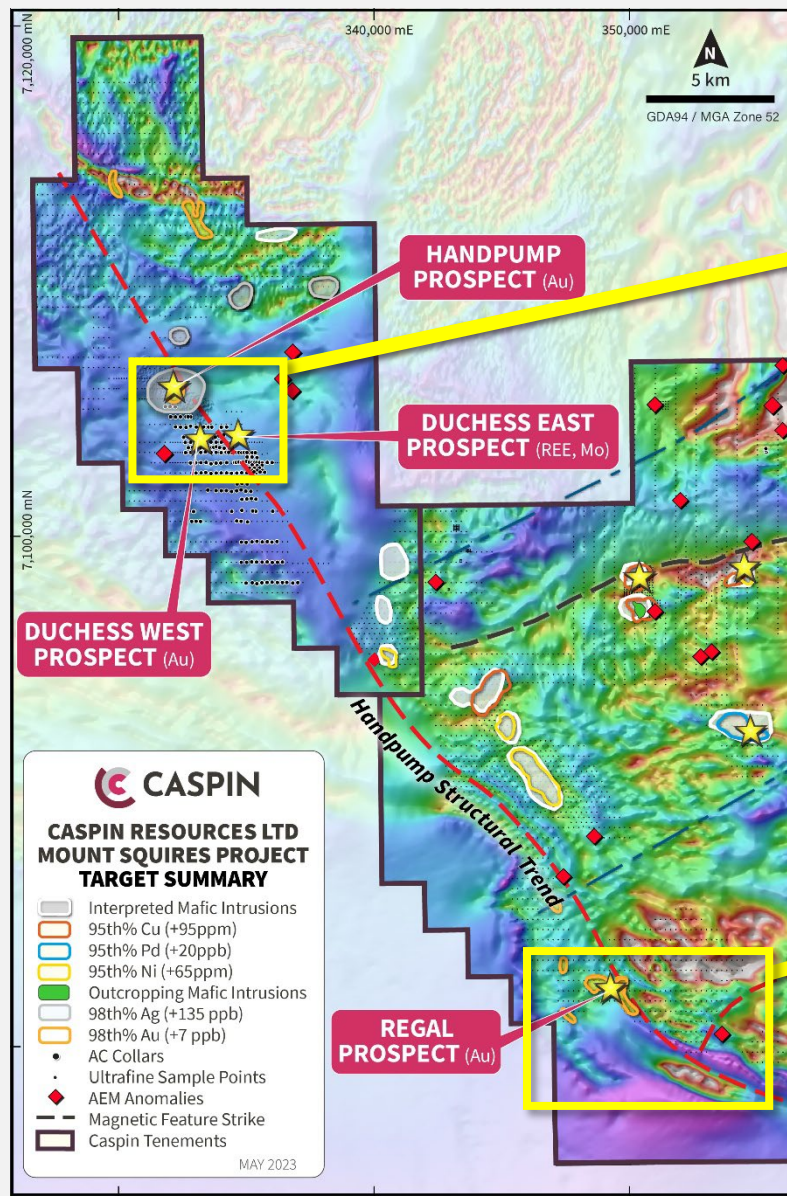 340,000 mE
350,000 mE
7,120,000 mN
N
5 km
GDA94 / MGA Zone 52
HANDPUMP
PROSPECT (Au)
DUCHESS EAST
PROSPECT (REE, Mo)
7,100,000 mN
DUCHESS WEST
PROSPECT (Au)
Handpump Structural Trend
CASPIN
CASPIN RESOURCES LTD
MOUNT SQUIRES PROJECT
TARGET SUMMARY
Interpreted Mafic Intrusions
95th% Cu (+95ppm)
95th% Pd (+20ppb)
95th% Ni (+65ppm)
Outcropping Mafic Intrusions
98th% Ag (+135 ppb)
98th% Au (+7 ppb)
AC Collars
Ultrafine Sample Points
AEM Anomalies
Magnetic Feature Strike
Caspin Tenements
MAY 2023
REGAL
PROSPECT (Au)